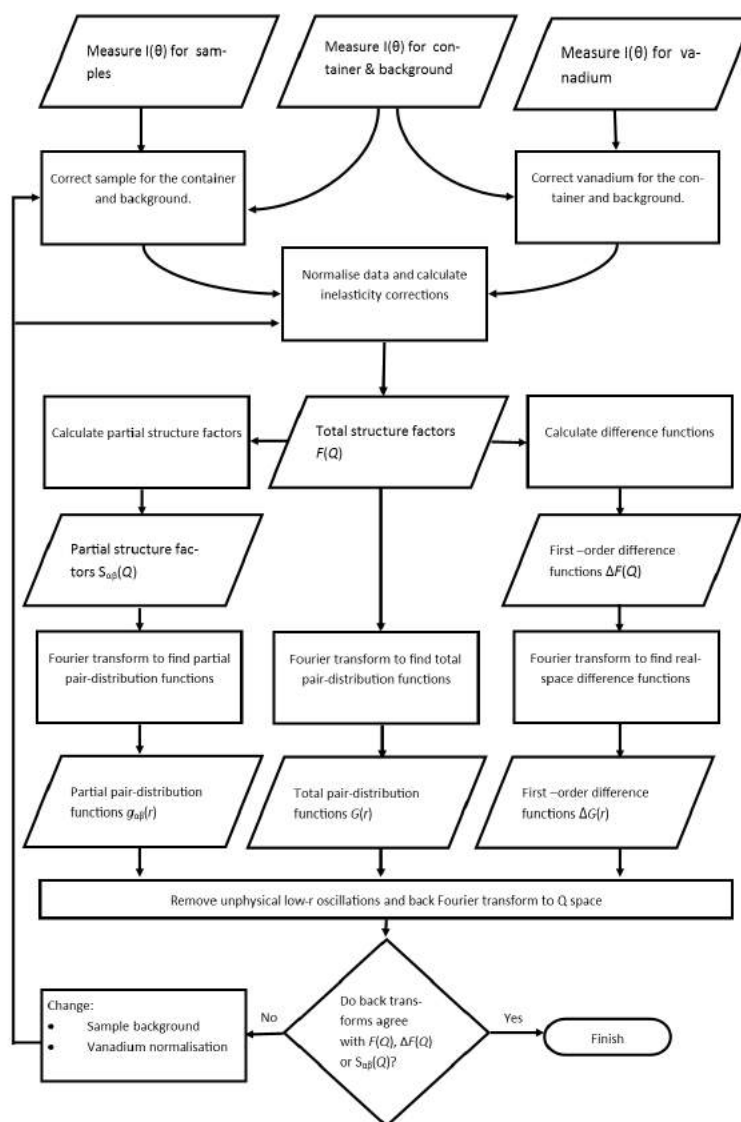 Measure I(θ) for sam-
ples
Measure I(θ) for con-
tainer & background
Measure I(θ) for va-
nadium
Correct sample for the container
and background.
Correct vanadium for the con-
tainer and background.
Normalise data and calculate
inelasticity corrections
Calculate partial structure factors
Total structure factors
F(Q)
Calculate difference functions
Partial structure fac-
tors Sαβ(Q)
First –order difference
functions ΔF(Q)
Fourier transform to find partial
pair-distribution functions
Fourier transform to find total
pair-distribution functions
Fourier transform to find real-
space difference functions
Partial pair-distribution
functions gαβ(r)
Total pair-distribution
functions G(r)
First –order difference
functions ΔG(r)
Remove unphysical low-r oscillations and back Fourier transform to Q space
Change:
• Sample background
• Vanadium normalisation
No
Do back trans-
forms agree
with F(Q), ΔF(Q)
or Sαβ(Q)?
Yes
Finish